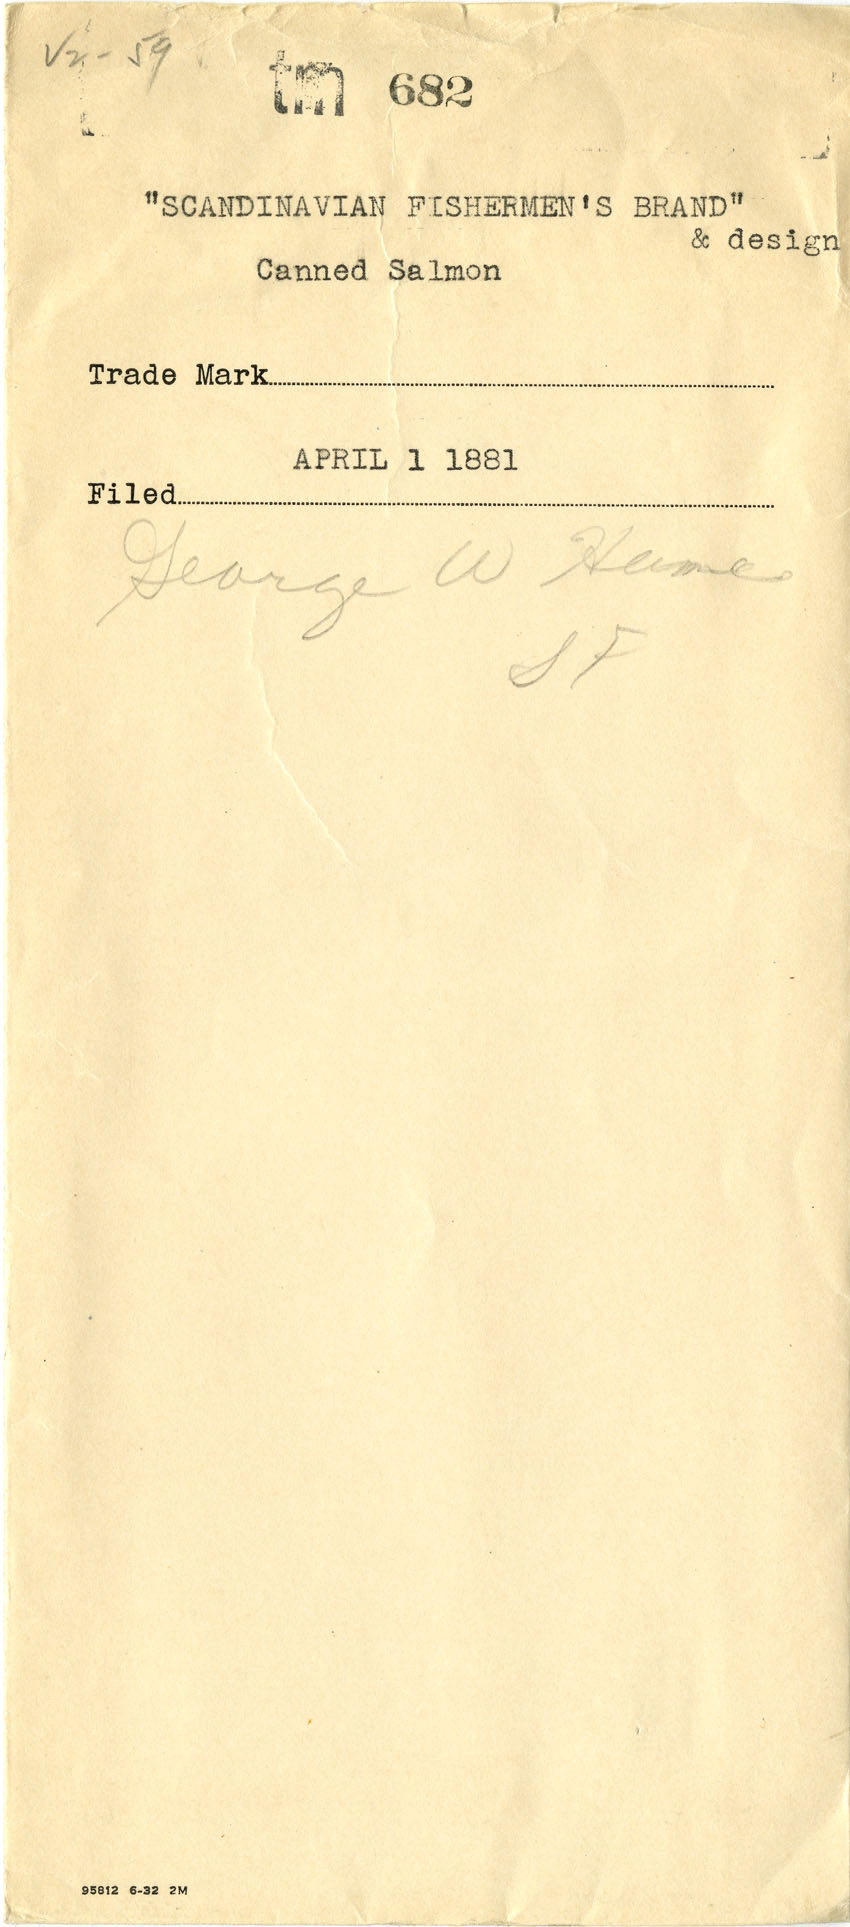 V2-59
tm 682
"SCANDINAVIAN FISHERMEN'S BRAND"
& design
Canned Salmon
Trade Mark
APRIL 1 1881
Filed
George W Hume
S F
95812 6-32 2M